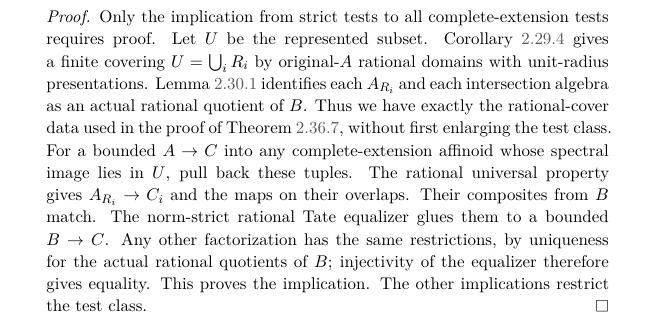 Proof. Only the implication from strict tests to all complete-extension tests
requires proof. Let U be the represented subset. Corollary 2.29.4 gives
a finite covering U = ⋃ᵢ Rᵢ by original-A rational domains with unit-radius
presentations. Lemma 2.30.1 identifies each A_{Rᵢ} and each intersection algebra
as an actual rational quotient of B. Thus we have exactly the rational-cover
data used in the proof of Theorem 2.36.7, without first enlarging the test class.
For a bounded A → C into any complete-extension affinoid whose spectral
image lies in U, pull back these tuples. The rational universal property
gives A_{Rᵢ} → Cᵢ and the maps on their overlaps. Their composites from B
match. The norm-strict rational Tate equalizer glues them to a bounded
B → C. Any other factorization has the same restrictions, by uniqueness
for the actual rational quotients of B; injectivity of the equalizer therefore
gives equality. This proves the implication. The other implications restrict
the test class. □